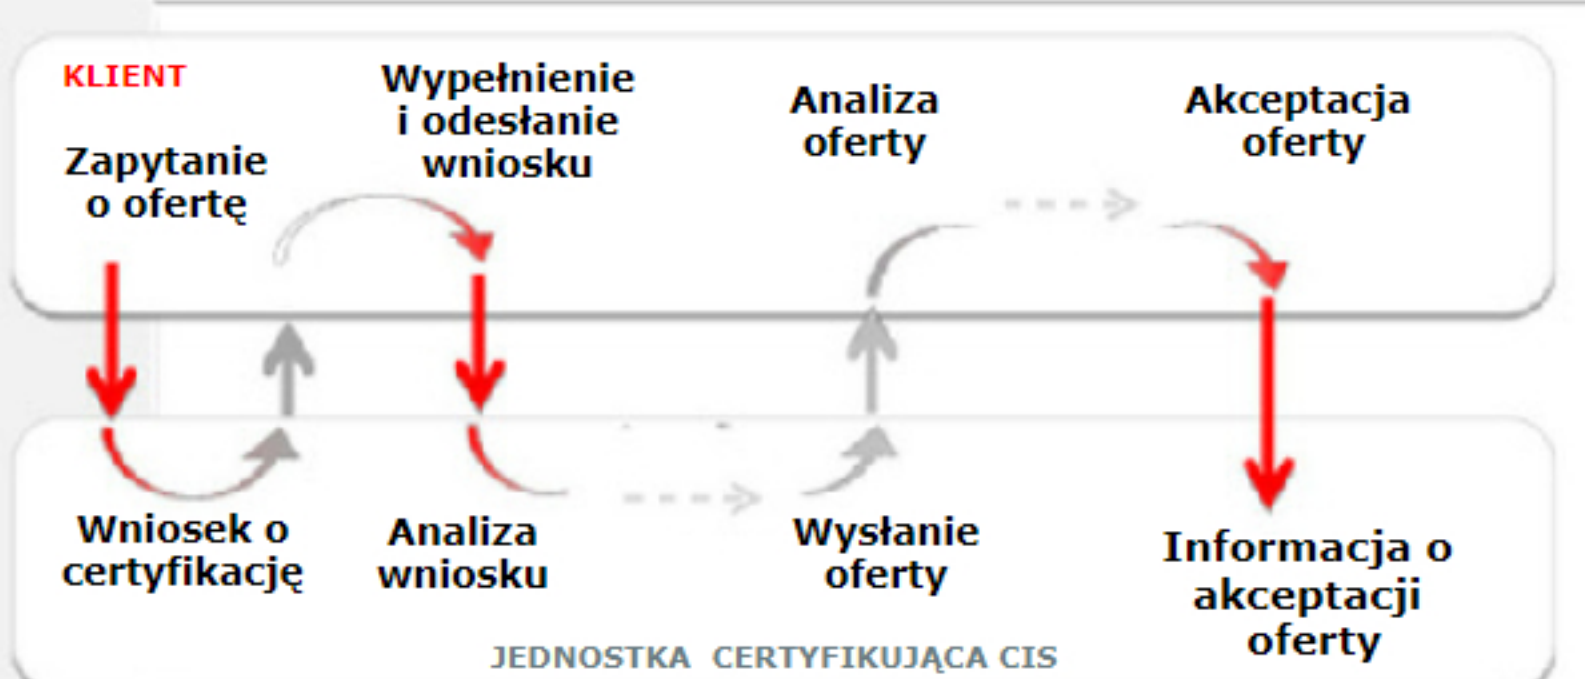 KLIENT
Zapytanie
o ofertę
Wypełnienie
i odesłanie
wniosku
Analiza
oferty
Akceptacja
oferty
Wniosek o
certyfikację
Analiza
wniosku
Wysłanie
oferty
Informacja o
akceptacji
oferty
JEDNOSTKA CERTYFIKUJĄCA CIS